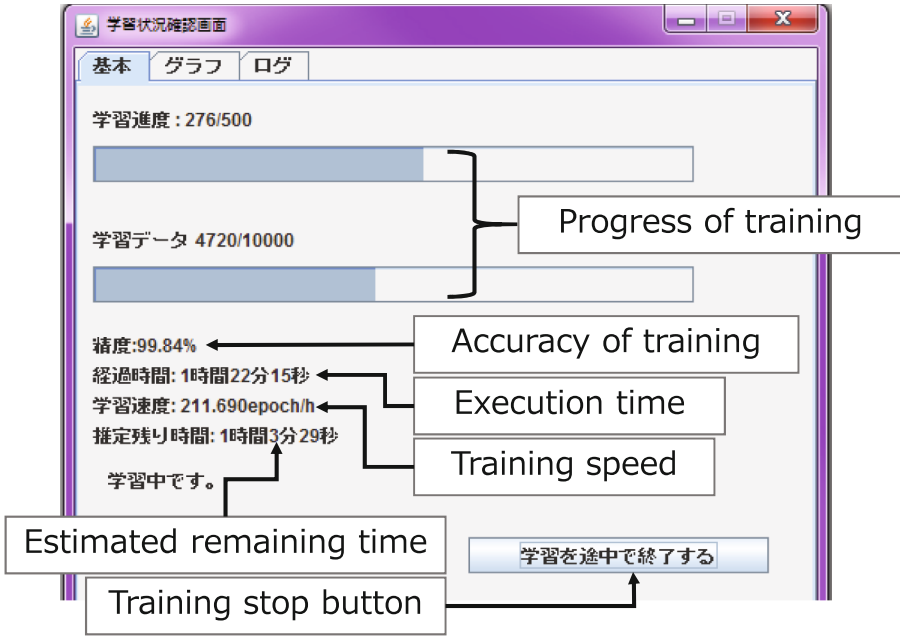 学習状況確認画面
基本 グラフ ログ
学習進度 : 276/500
Progress of training
学習データ 4720/10000
精度:99.84%
Accuracy of training
経過時間: 1時間22分15秒
Execution time
学習速度: 211.690epoch/h
推定残り時間: 1時間3分29秒
Training speed
学習中です。
Estimated remaining time
学習を途中で終了する
Training stop button